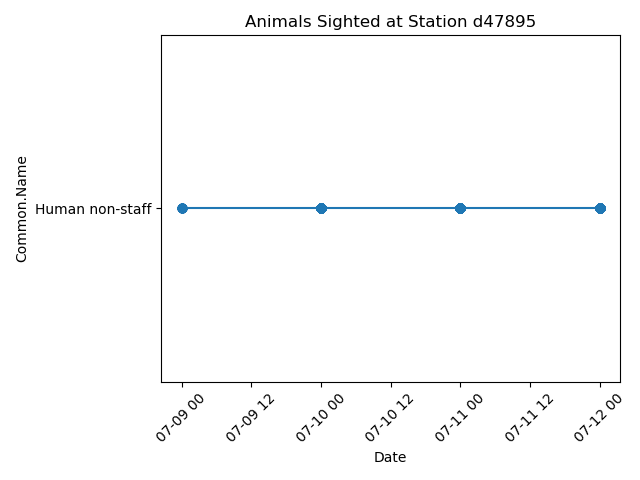 Animals Sighted at Station d47895
Common.Name
Human non-staff
07-09 00
07-09 12
07-10 00
07-10 12
07-11 00
07-11 12
07-12 00
Date